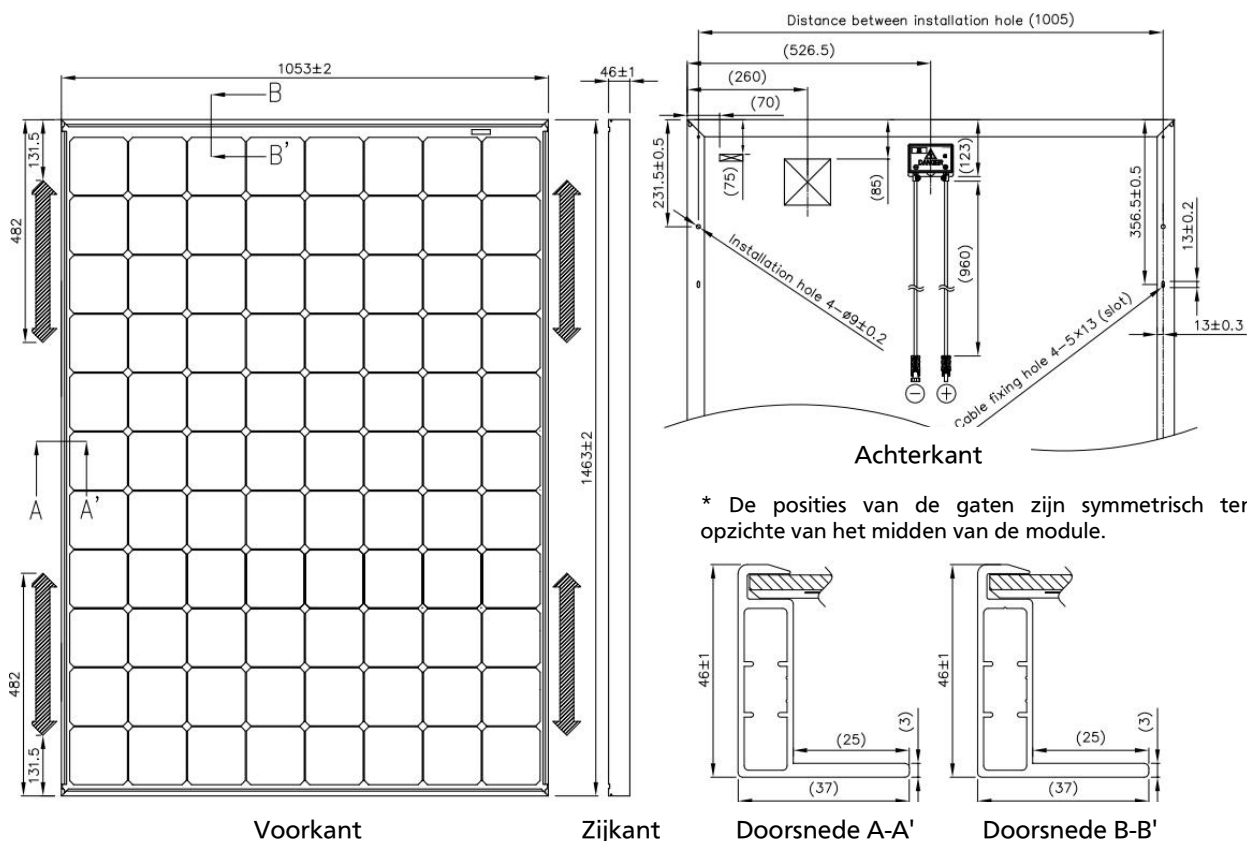 1053±2
46±1
B
B'
131.5
482
A
A'
1463±2
482
131.5
Voorkant
Zijkant
Distance between installation hole (1005)
(526.5)
(260)
(70)
231.5±0.5
(75)
(85)
DANGER
(123)
356.5±0.5
13±0.2
(960)
13±0.3
Installation hole 4-ø9±0.2
Cable fixing hole 4-5×13 (slot)
−
+
Achterkant
* De posities van de gaten zijn symmetrisch ten
opzichte van het midden van de module.
46±1
(25)
(3)
(37)
Doorsnede A-A'
46±1
(25)
(3)
(37)
Doorsnede B-B'